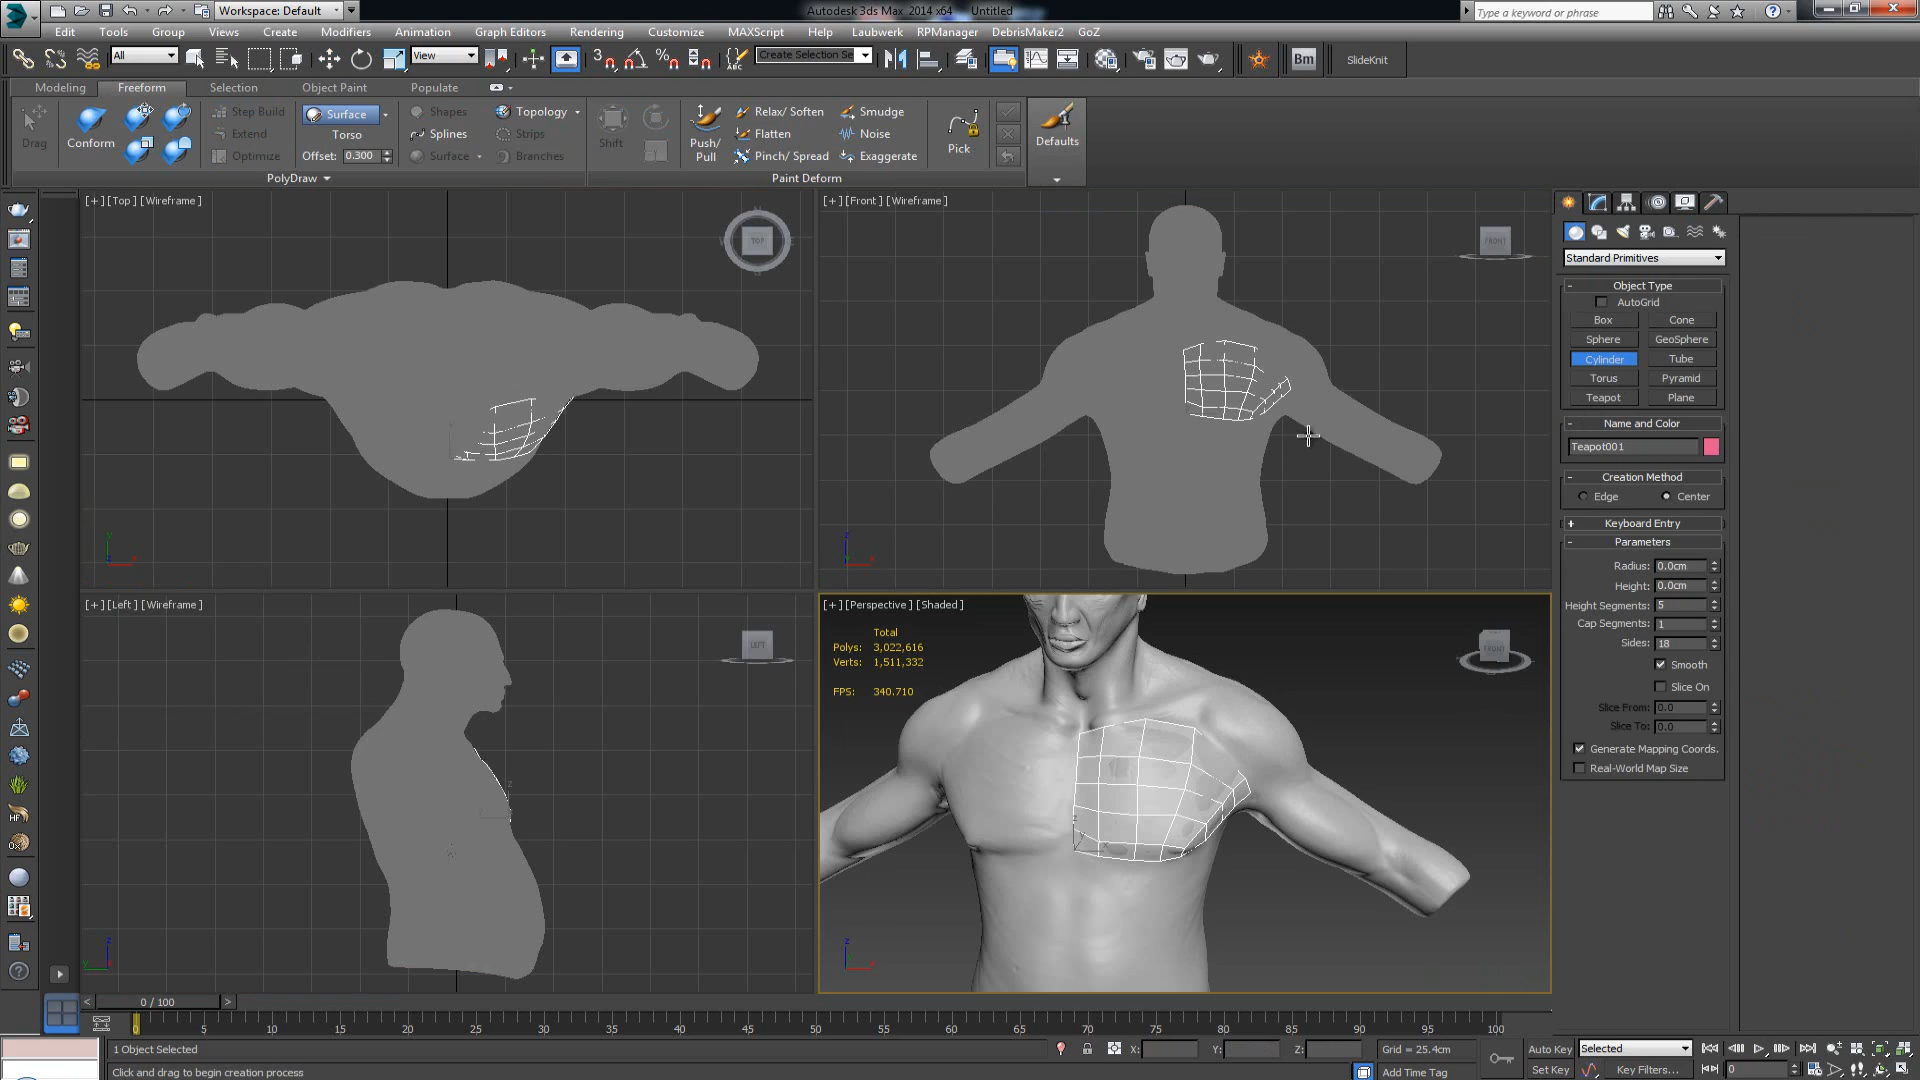 Workspace: Default
Autodesk 3ds Max 2014 x64 Untitled
Type a keyword or phrase
Edit Tools Group Views Create Modifiers Animation Graph Editors Rendering Customize MAXScript Help Laubwerk RPManager DebrisMaker2 GoZ
All View Create Selection Se Bm SlideKnit
Modeling Freeform Selection Object Paint Populate
Drag Conform Step Build Extend Optimize
Surface Torso Offset: 0.300
Shapes Splines Surface
Topology Strips Branches
Shift Push/ Pull
Relax/ Soften Flatten Pinch/ Spread
Smudge Noise Exaggerate
Pick Defaults
PolyDraw Paint Deform
[+] [Top] [Wireframe]
TOP
[+] [Front] [Wireframe]
FRONT
[+] [Left] [Wireframe]
LEFT
[+] [Perspective] [Shaded]
Total
Polys: 3,022,616
Verts: 1,511,332
FPS: 340.710
FRONT
Standard Primitives
- Object Type
AutoGrid
Box Cone
Sphere GeoSphere
Cylinder Tube
Torus Pyramid
Teapot Plane
- Name and Color
Teapot001
- Creation Method
Edge Center
+ Keyboard Entry
- Parameters
Radius: 0.0cm
Height: 0.0cm
Height Segments: 5
Cap Segments: 1
Sides: 18
Smooth
Slice On
Slice From: 0.0
Slice To: 0.0
Generate Mapping Coords.
Real-World Map Size
< 0 / 100 >
0 5 10 15 20 25 30 35 40 45 50 55 60 65 70 75 80 85 90 95 100
1 Object Selected X: Y: Z: Grid = 25.4cm Auto Key Selected
Click and drag to begin creation process Add Time Tag Set Key Key Filters... 0